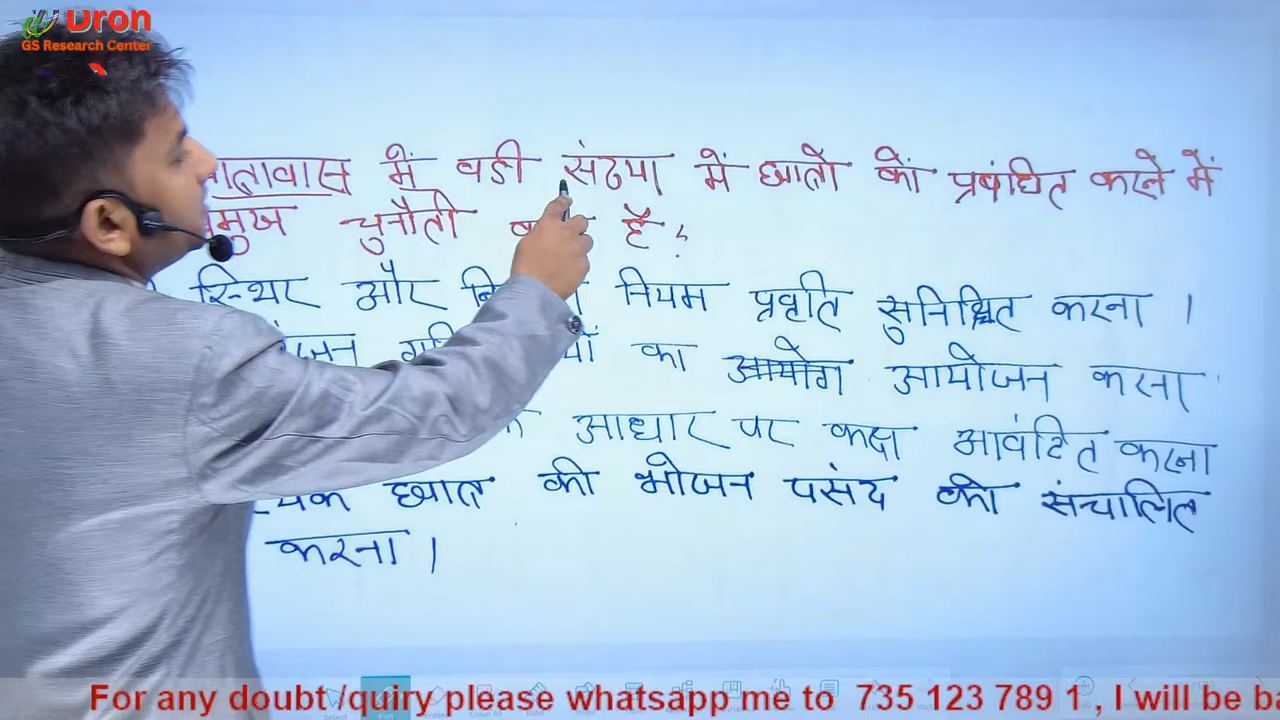 Dron
GS Research Center
में बडी संख्या में छात्रों कों प्रबंधित करने में
चुनौती है ?
स्थिर और नियम प्रवृति सुनिश्चित करना ।
का आयोग आयोजन करना
आधार पर कक्ष आवंटित करना
छात्र की भोजन पसंद की संचालित
करना ।
For any doubt /quiry please whatsapp me to 735 123 789 1 , I will be ba